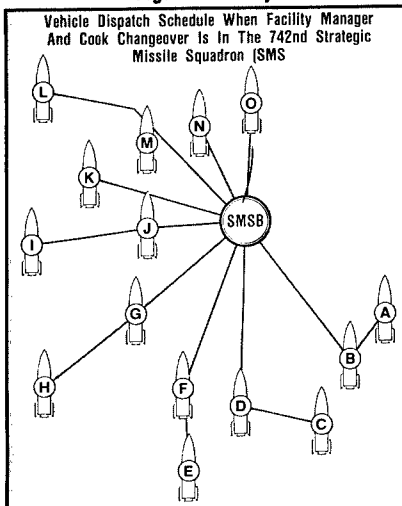 Vehicle Dispatch Schedule When Facility Manager
And Cook Changeover Is In The 742nd Strategic
Missile Squadron (SMS
O
L
N
M
K
SMSB
J
I
A
G
B
H
F
D
C
E